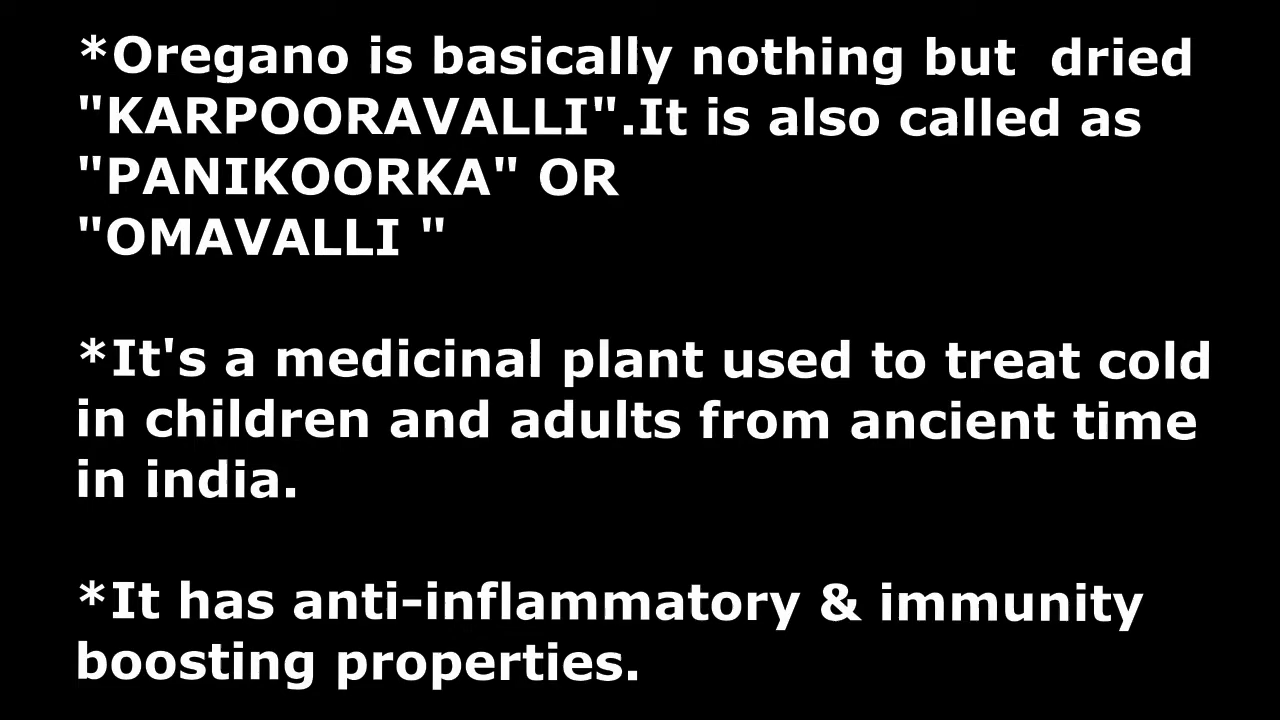 *Oregano is basically nothing but  dried
"KARPOORAVALLI".It is also called as
"PANIKOORKA" OR
"OMAVALLI "
*It's a medicinal plant used to treat cold
in children and adults from ancient time
in india.
*It has anti-inflammatory & immunity
boosting properties.